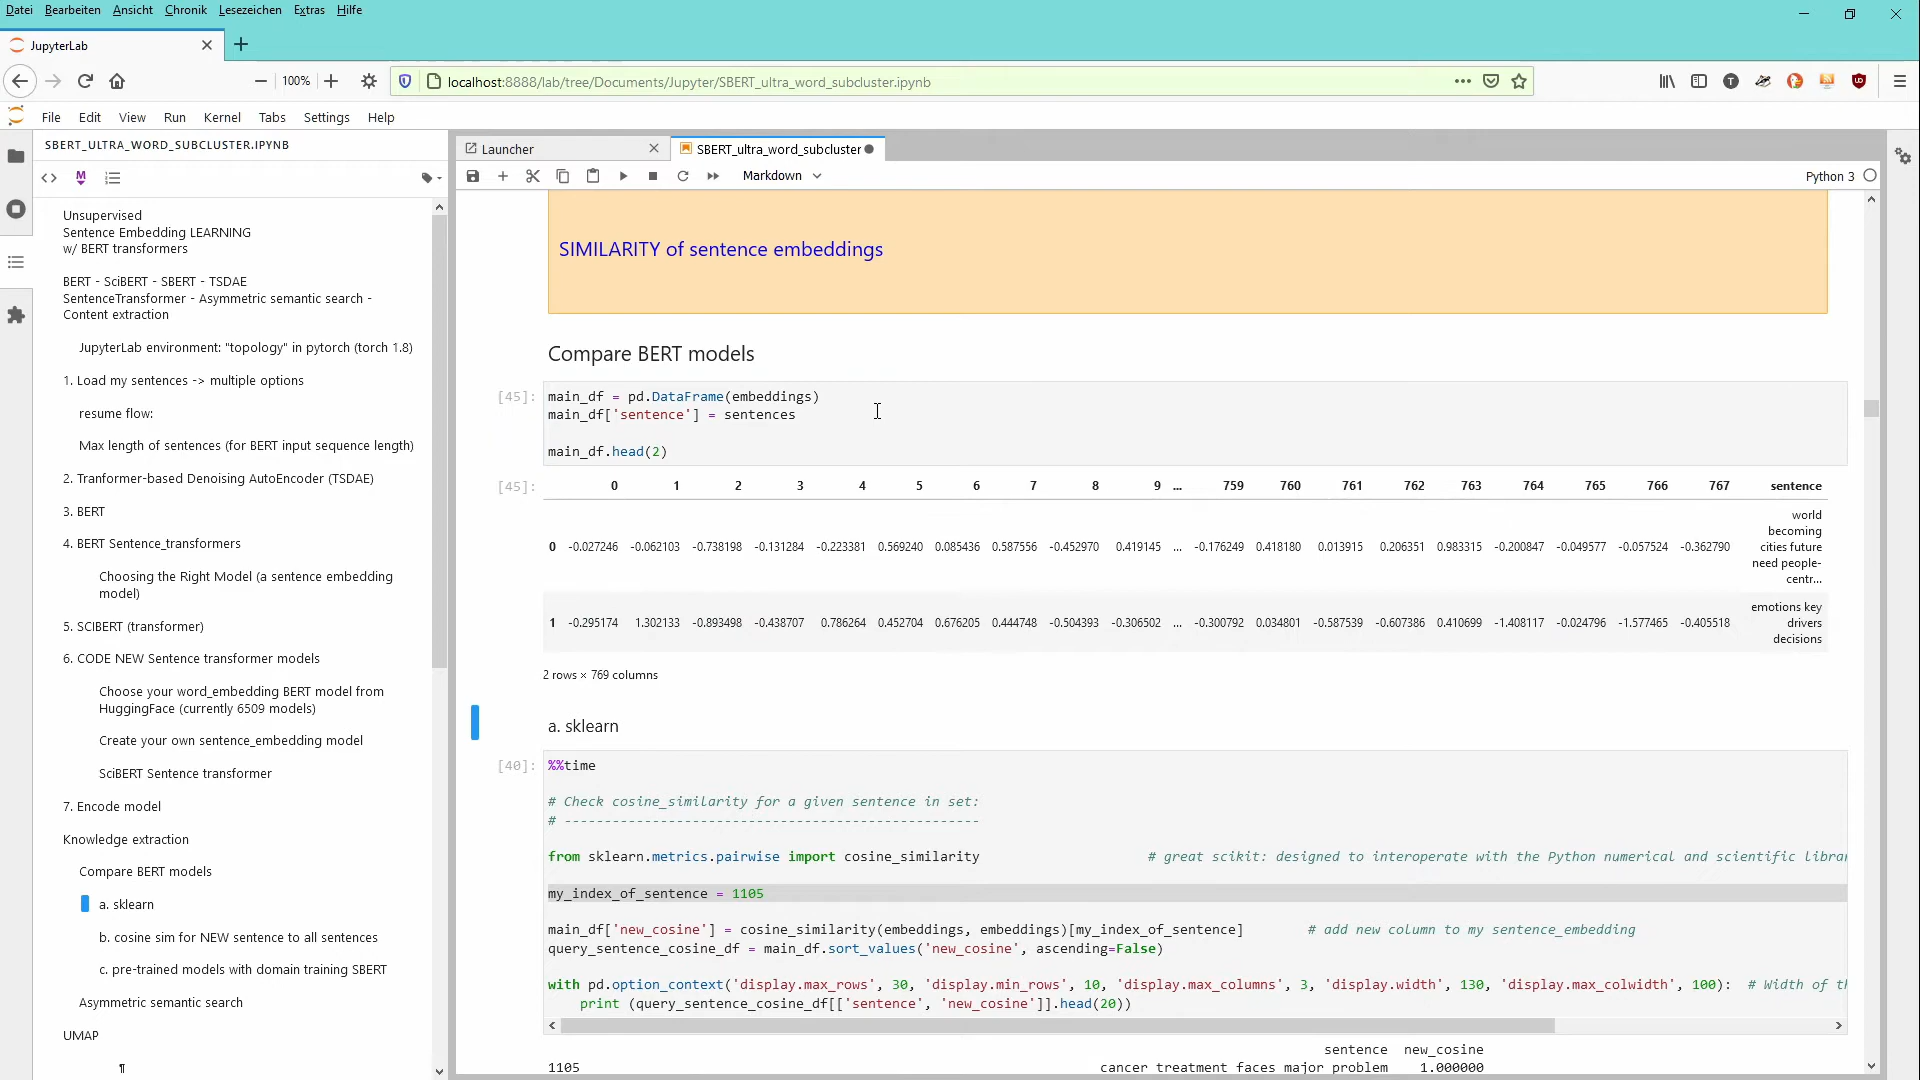 Datei Bearbeiten Ansicht Chronik Lesezeichen Extras Hilfe
JupyterLab
100%
localhost:8888/lab/tree/Documents/Jupyter/SBERT_ultra_word_subcluster.ipynb
File Edit View Run Kernel Tabs Settings Help
SBERT_ULTRA_WORD_SUBCLUSTER.IPYNB
Unsupervised
Sentence Embedding LEARNING
w/ BERT transformers
BERT - SciBERT - SBERT - TSDAE
SentenceTransformer - Asymmetric semantic search -
Content extraction
JupyterLab environment: "topology" in pytorch (torch 1.8)
1. Load my sentences -> multiple options
resume flow:
Max length of sentences (for BERT input sequence length)
2. Tranformer-based Denoising AutoEncoder (TSDAE)
3. BERT
4. BERT Sentence_transformers
Choosing the Right Model (a sentence embedding
model)
5. SCIBERT (transformer)
6. CODE NEW Sentence transformer models
Choose your word_embedding BERT model from
HuggingFace (currently 6509 models)
Create your own sentence_embedding model
SciBERT Sentence transformer
7. Encode model
Knowledge extraction
Compare BERT models
a. sklearn
b. cosine sim for NEW sentence to all sentences
c. pre-trained models with domain training SBERT
Asymmetric semantic search
UMAP
¶
Launcher
SBERT_ultra_word_subcluster
Markdown
Python 3
SIMILARITY of sentence embeddings
Compare BERT models
[45]: main_df = pd.DataFrame(embeddings)
main_df['sentence'] = sentences
main_df.head(2)
[45]: 0 1 2 3 4 5 6 7 8 9 ... 759 760 761 762 763 764 765 766 767 sentence
0 -0.027246 -0.062103 -0.738198 -0.131284 -0.223381 0.569240 0.085436 0.587556 -0.452970 0.419145 ... -0.176249 0.418180 0.013915 0.206351 0.983315 -0.200847 -0.049577 -0.057524 -0.362790 world
becoming
cities future
need people-
centr...
1 -0.295174 1.302133 -0.893498 -0.438707 0.786264 0.452704 0.676205 0.444748 -0.504393 -0.306502 ... -0.300792 0.034801 -0.587539 -0.607386 0.410699 -1.408117 -0.024796 -1.577465 -0.405518 emotions key
drivers
decisions
2 rows × 769 columns
a. sklearn
[40]: %%time
# Check cosine_similarity for a given sentence in set:
# ----------------------------------------------------
from sklearn.metrics.pairwise import cosine_similarity # great scikit: designed to interoperate with the Python numerical and scientific librar
my_index_of_sentence = 1105
main_df['new_cosine'] = cosine_similarity(embeddings, embeddings)[my_index_of_sentence] # add new column to my sentence_embedding
query_sentence_cosine_df = main_df.sort_values('new_cosine', ascending=False)
with pd.option_context('display.max_rows', 30, 'display.min_rows', 10, 'display.max_columns', 3, 'display.width', 130, 'display.max_colwidth', 100): # Width of th
print (query_sentence_cosine_df[['sentence', 'new_cosine']].head(20))
sentence new_cosine
1105 cancer treatment faces major problem 1.000000